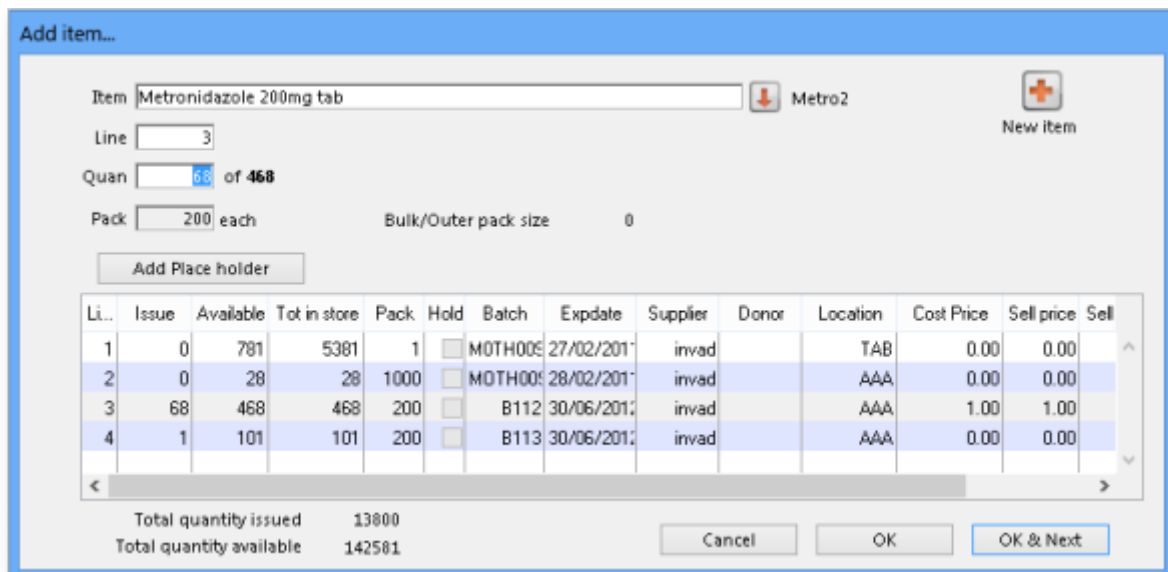 Add item...
Item Metronidazole 200mg tab Metro2
New item
Line 3
Quan 68 of 468
Pack 200 each Bulk/Outer pack size 0
Add Place holder
Li... Issue Available Tot in store Pack Hold Batch Expdate Supplier Donor Location Cost Price Sell price Sell
1 0 781 5381 1 27/02/201 invad TAB 0.00 0.00
2 0 28 28 1000 28/02/201 invad AAA 0.00 0.00
3 68 468 468 200 B112 30/06/2012 invad AAA 1.00 1.00
4 1 101 101 200 B113 30/06/2012 invad AAA 0.00 0.00
Total quantity issued 13800
Total quantity available 142581
Cancel OK OK & Next